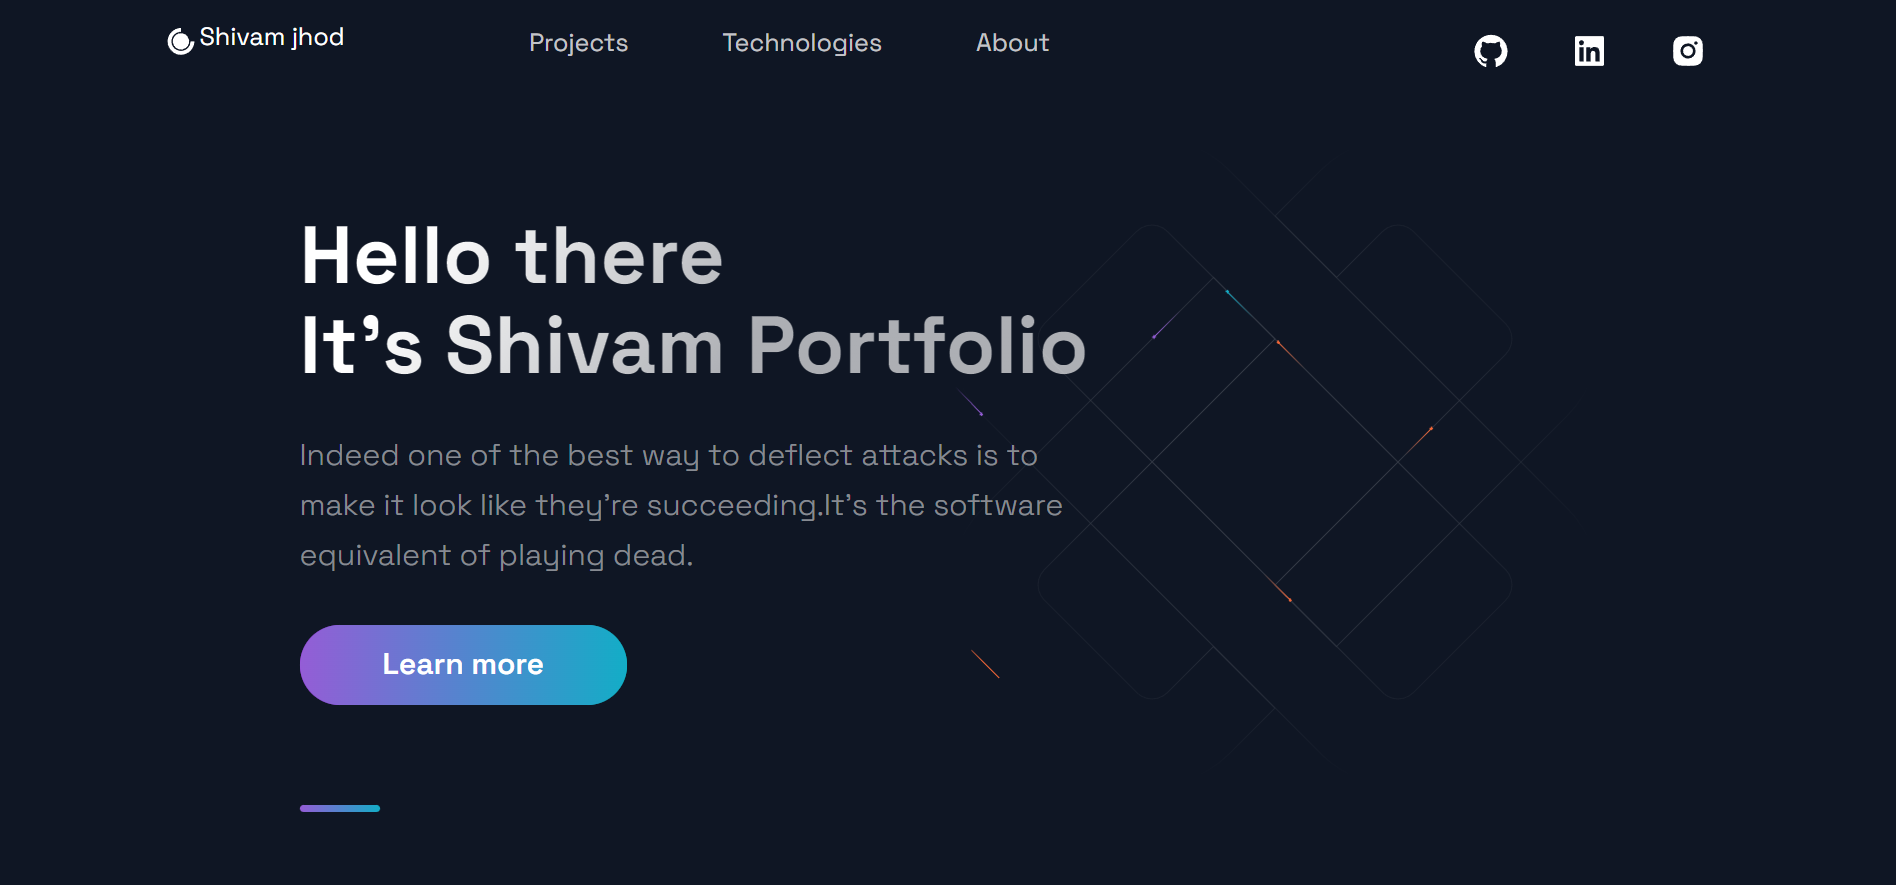 Shivam jhod
Projects
Technologies
About
Hello there
It's Shivam Portfolio
Indeed one of the best way to deflect attacks is to
make it look like they're succeeding.It's the software
equivalent of playing dead.
Learn more